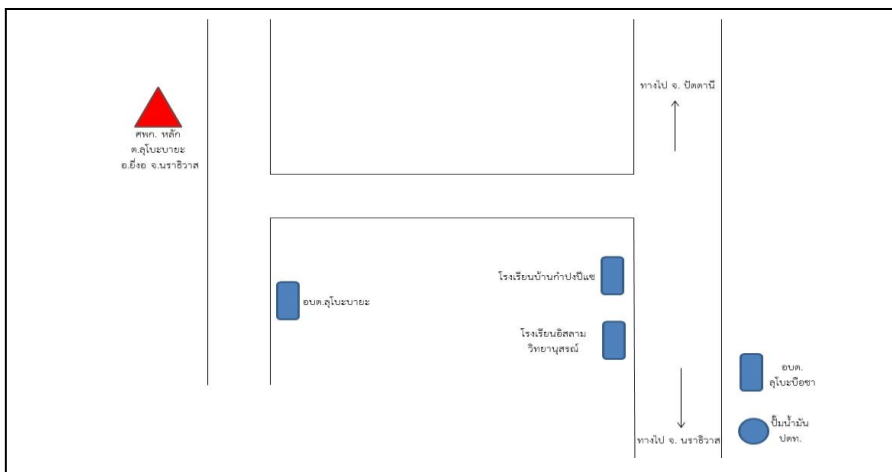 ทางไป จ. ปัตตานี
ศพก. หลัก
ต.ลุโบะบายะ
อ.ยี่งอ จ.นราธิวาส
โรงเรียนบ้านกำปงปีแซ
อบต.ลุโบะบายะ
โรงเรียนอิสลาม
วิทยานุสรณ์
อบต.
ลุโบะบือซา
ปั๊มน้ำมัน
ปตท.
ทางไป จ. นราธิวาส